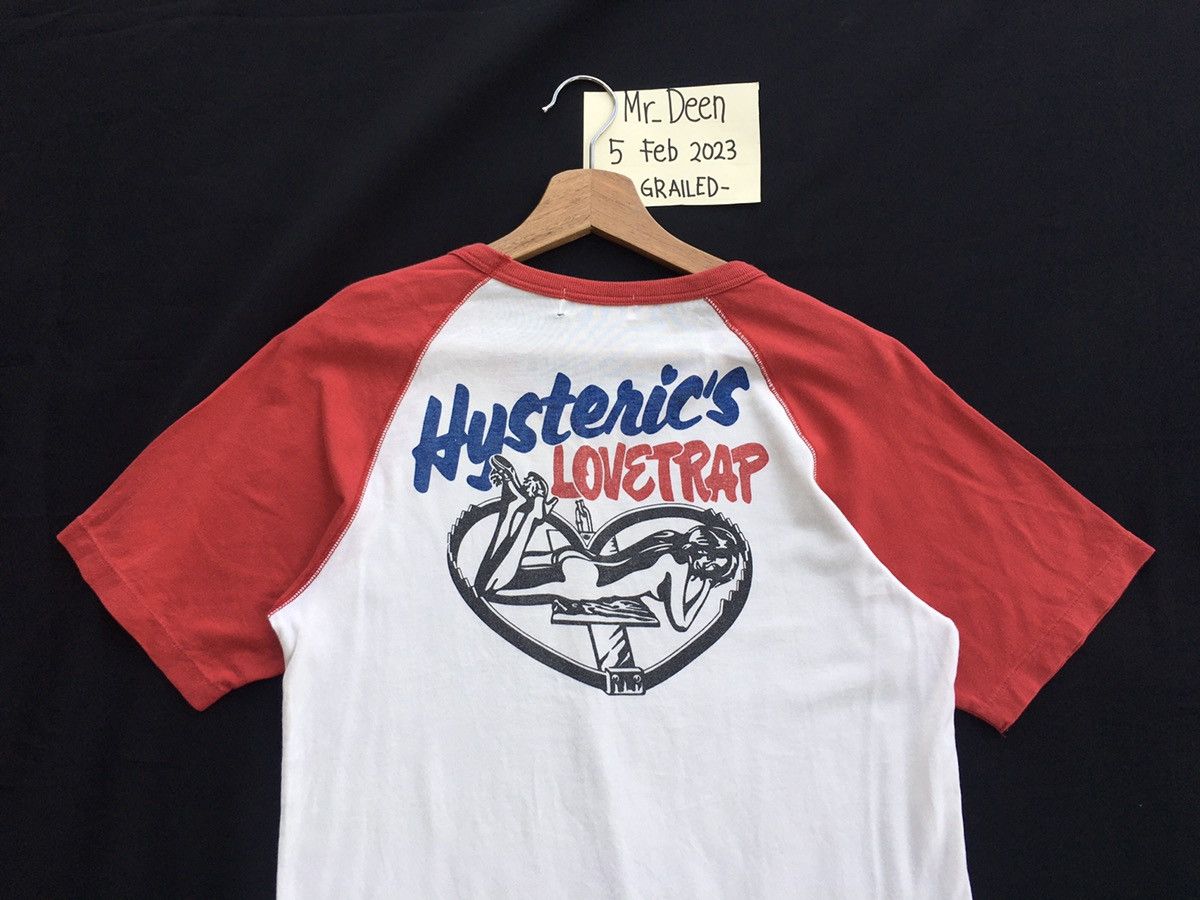 Mr_Deen
5 Feb 2023
GRAILED-
Hysteric's
LOVETRAP